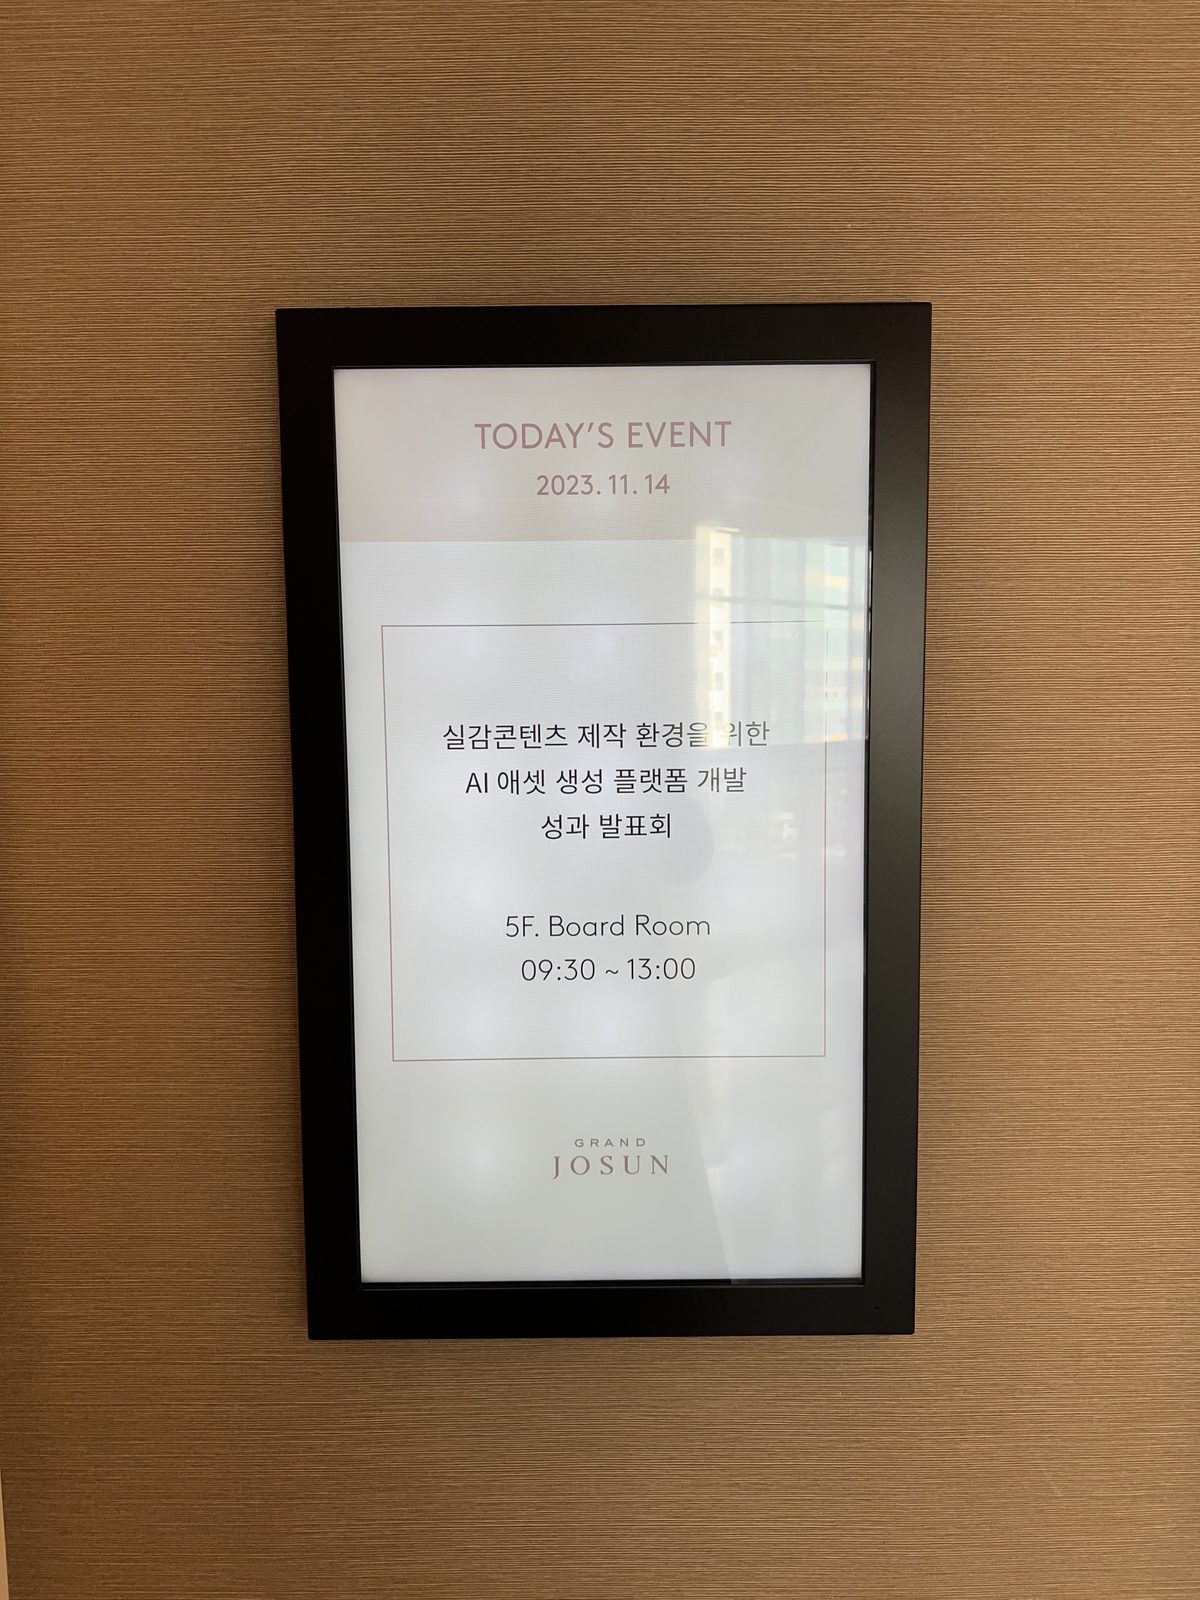 TODAY'S EVENT
2023. 11. 14
실감콘텐츠 제작 환경을 위한
AI 애셋 생성 플랫폼 개발
성과 발표회
5F. Board Room
09:30 ~ 13:00
GRAND
JOSUN